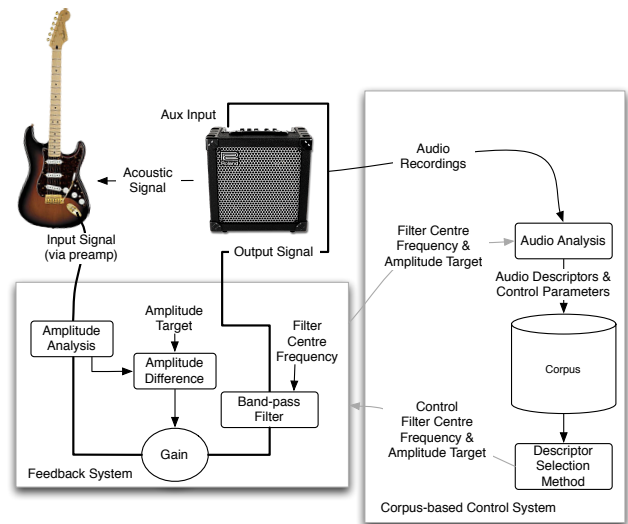 Aux Input
Acoustic
Signal
Roland
Audio
Recordings
Input Signal
(via preamp)
Output Signal
Filter Centre
Frequency &
Amplitude Target
Audio Analysis
Audio Descriptors &
Control Parameters
Amplitude
Analysis
Amplitude
Target
Amplitude
Difference
Filter
Centre
Frequency
Band-pass
Filter
Gain
Feedback System
Corpus
Control
Filter Centre
Frequency &
Amplitude Target
Descriptor
Selection
Method
Corpus-based Control System